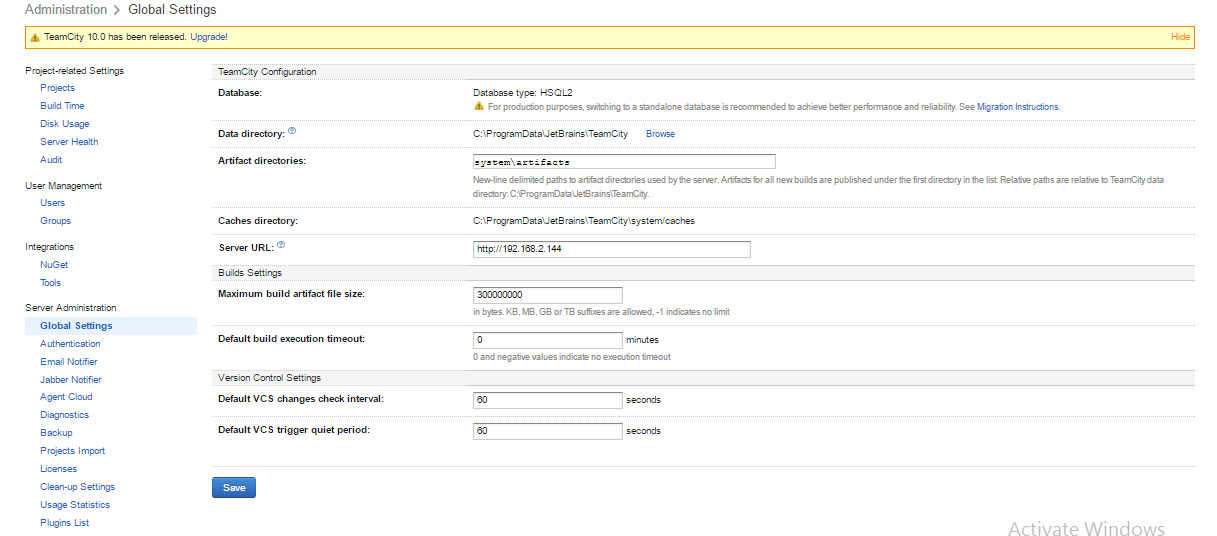 Administration > Global Settings
TeamCity 10.0 has been released. Upgrade! Hide
Project-related Settings
Projects
Build Time
Disk Usage
Server Health
Audit
User Management
Users
Groups
Integrations
NuGet
Tools
Server Administration
Global Settings
Authentication
Email Notifier
Jabber Notifier
Agent Cloud
Diagnostics
Backup
Projects Import
Licenses
Clean-up Settings
Usage Statistics
Plugins List
TeamCity Configuration
Database: Database type: HSQL2
For production purposes, switching to a standalone database is recommended to achieve better performance and reliability. See Migration Instructions.
Data directory: ? C:\ProgramData\JetBrains\TeamCity Browse
Artifact directories: system\artifacts
New-line delimited paths to artifact directories used by the server. Artifacts for all new builds are published under the first directory in the list. Relative paths are relative to TeamCity data
directory: C:\ProgramData\JetBrains\TeamCity.
Caches directory: C:\ProgramData\JetBrains\TeamCity\system/caches
Server URL: ? http://192.168.2.144
Builds Settings
Maximum build artifact file size: 300000000
in bytes. KB, MB, GB or TB suffixes are allowed, -1 indicates no limit
Default build execution timeout: 0 minutes
0 and negative values indicate no execution timeout
Version Control Settings
Default VCS changes check interval: 60 seconds
Default VCS trigger quiet period: 60 seconds
Save
Activate Windows